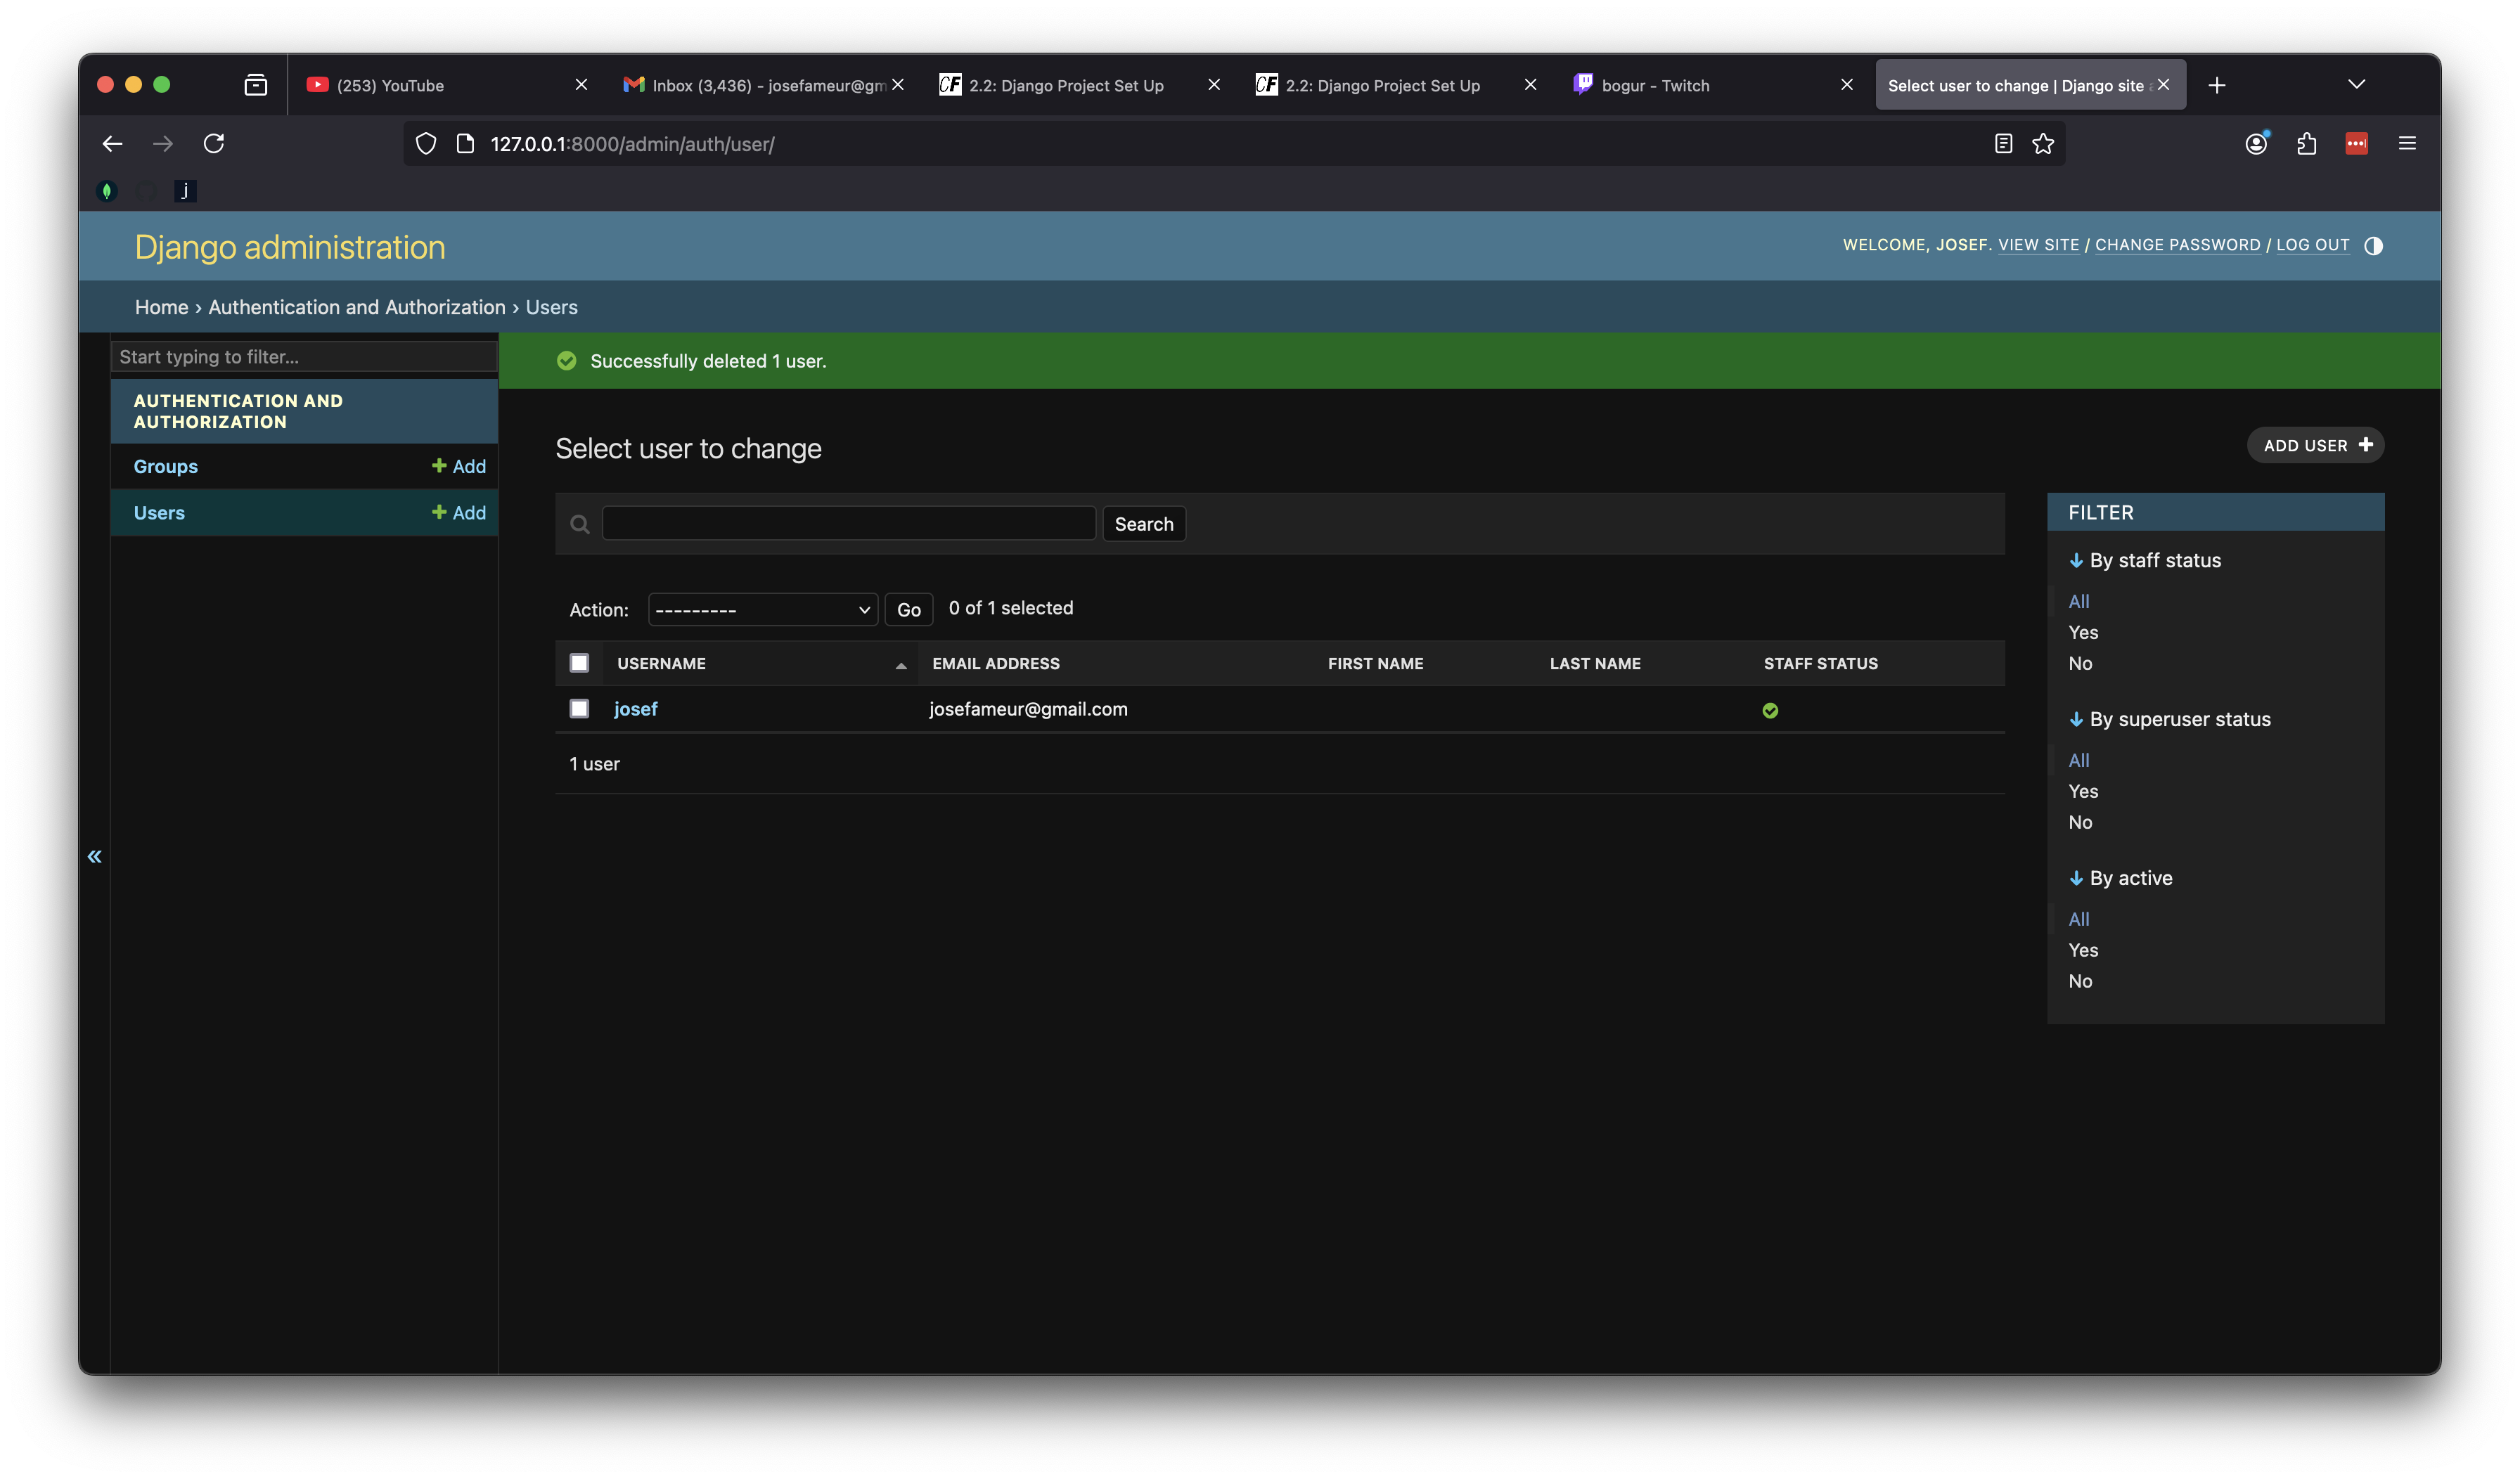 (253) YouTube
Inbox (3,436) - josefameur@gm
CF 2.2: Django Project Set Up
CF 2.2: Django Project Set Up
bogur - Twitch
Select user to change | Django site a
127.0.0.1:8000/admin/auth/user/
j
Django administration
WELCOME, JOSEF. VIEW SITE / CHANGE PASSWORD / LOG OUT
Home › Authentication and Authorization › Users
Start typing to filter...
AUTHENTICATION AND
AUTHORIZATION
Groups + Add
Users + Add
«
Successfully deleted 1 user.
Select user to change
ADD USER +
Search
Action: --------- Go 0 of 1 selected
USERNAME EMAIL ADDRESS FIRST NAME LAST NAME STAFF STATUS
josef josefameur@gmail.com
1 user
FILTER
↓ By staff status
All
Yes
No
↓ By superuser status
All
Yes
No
↓ By active
All
Yes
No